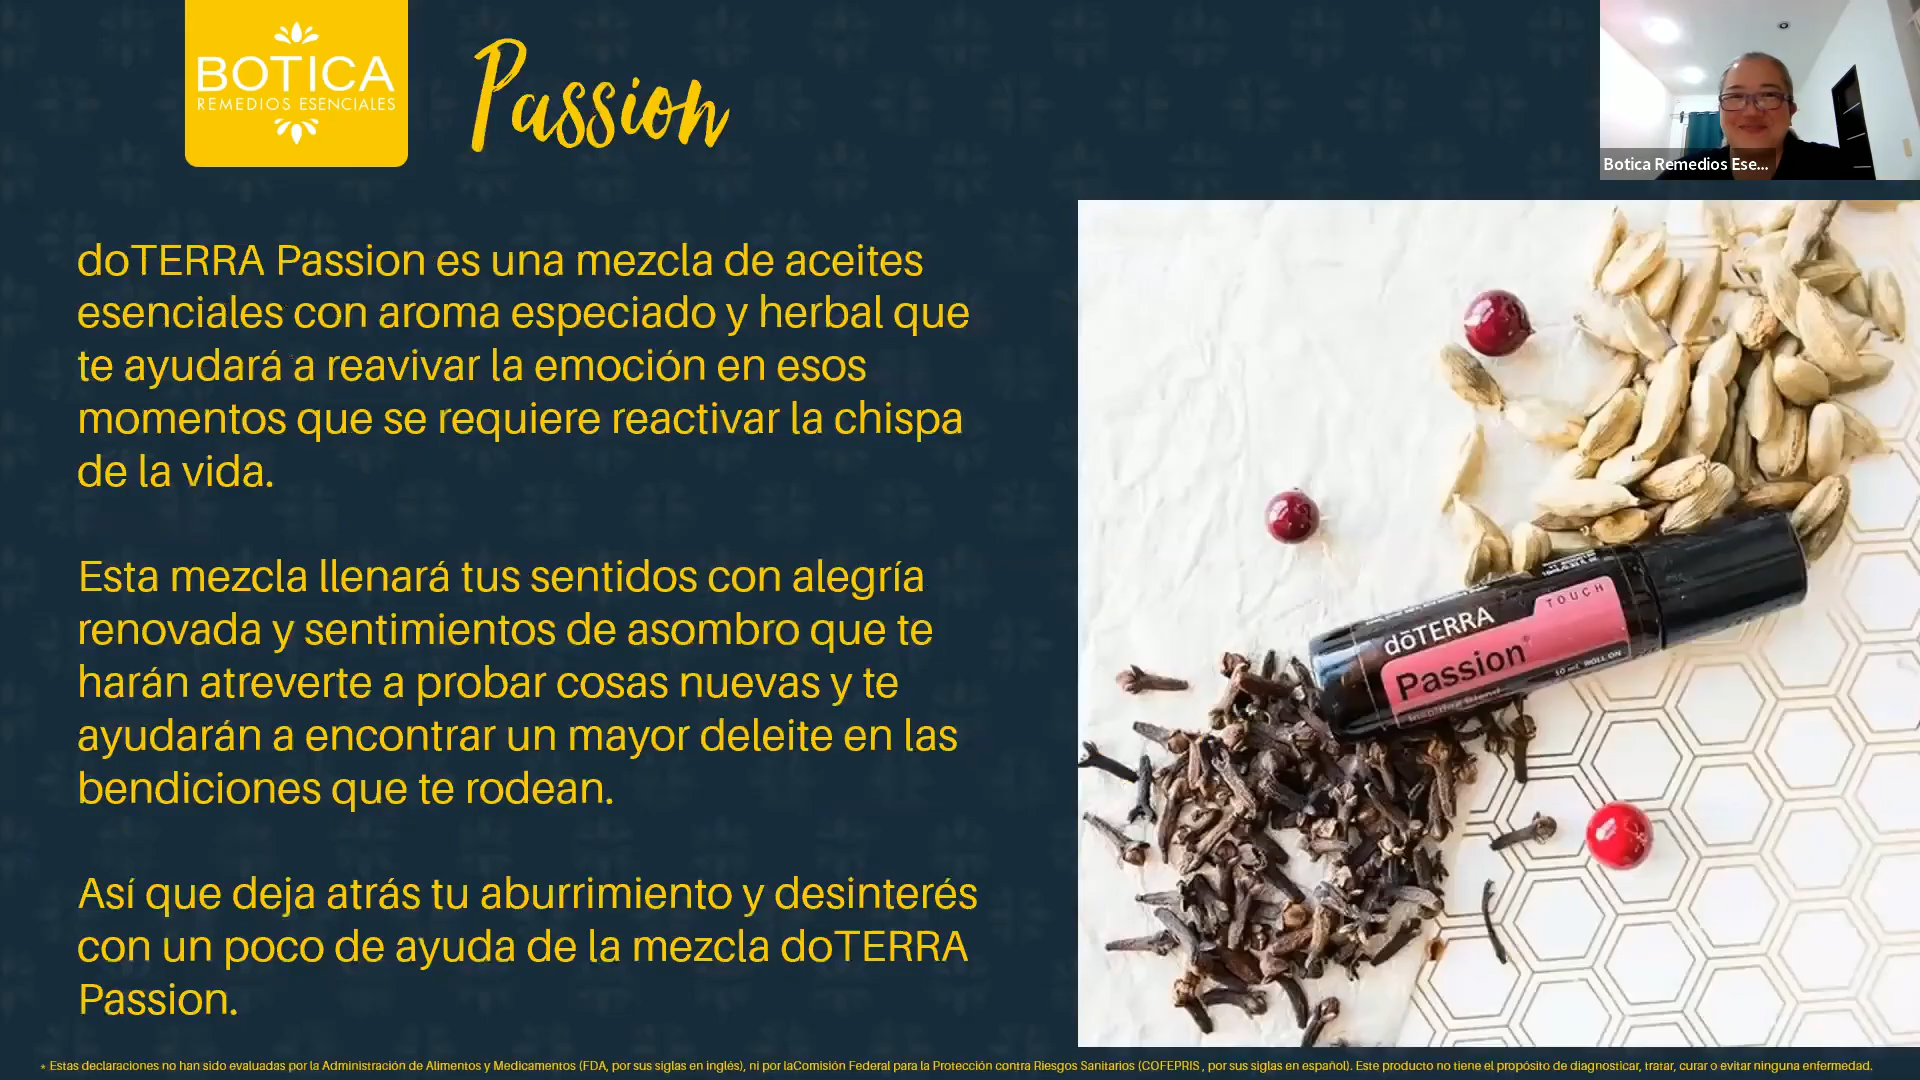 BOTICA
REMEDIOS ESENCIALES
Passion
Botica Remedios Ese...
doTERRA Passion es una mezcla de aceites
esenciales con aroma especiado y herbal que
te ayudará a reavivar la emoción en esos
momentos que se requiere reactivar la chispa
de la vida.
Esta mezcla llenará tus sentidos con alegría
renovada y sentimientos de asombro que te
harán atreverte a probar cosas nuevas y te
ayudarán a encontrar un mayor deleite en las
bendiciones que te rodean.
Así que deja atrás tu aburrimiento y desinterés
con un poco de ayuda de la mezcla doTERRA
Passion.
TOUCH
dōTERRA
Passion
10 mL ROLL ON
Inspiring Blend
* Estas declaraciones no han sido evaluadas por la Administración de Alimentos y Medicamentos (FDA, por sus siglas en inglés), ni por laComisión Federal para la Protección contra Riesgos Sanitarios (COFEPRIS , por sus siglas en español). Este producto no tiene el propósito de diagnosticar, tratar, curar o evitar ninguna enfermedad.